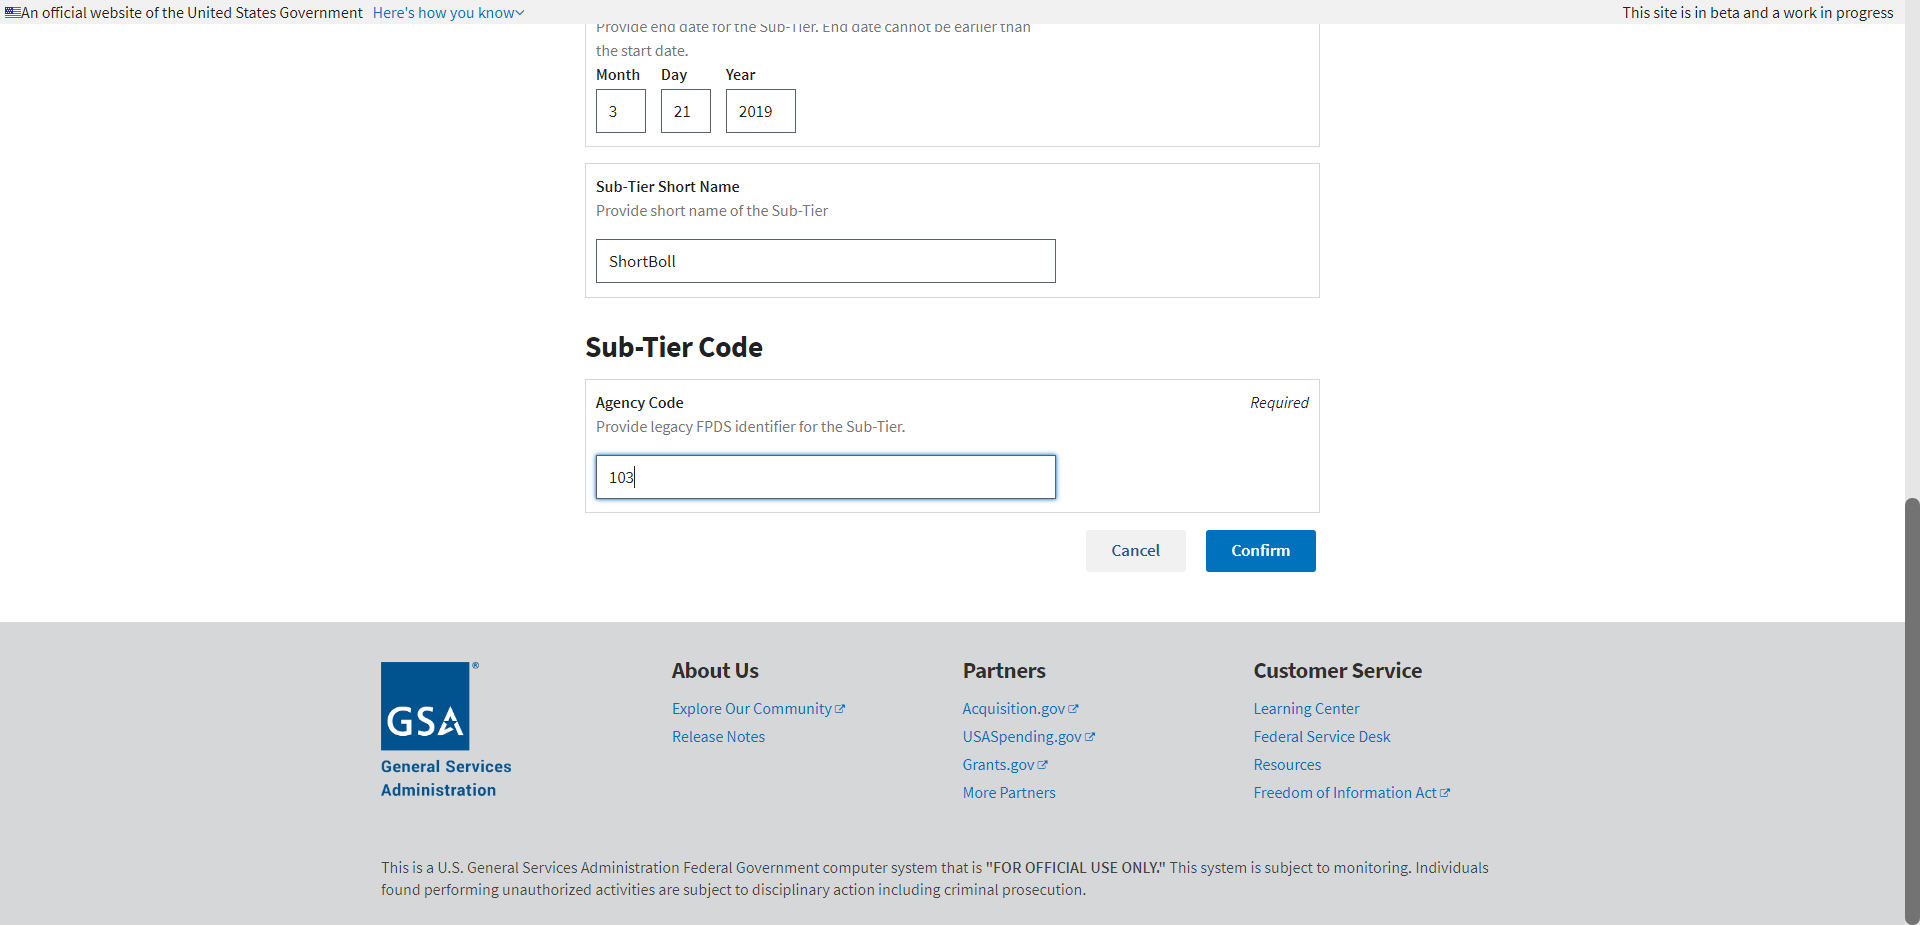 An official website of the United States Government Here's how you know
This site is in beta and a work in progress
Provide end date for the Sub-Tier. End date cannot be earlier than
the start date.
Month Day Year
3 21 2019
Sub-Tier Short Name
Provide short name of the Sub-Tier
ShortBoll
Sub-Tier Code
Agency Code Required
Provide legacy FPDS identifier for the Sub-Tier.
103
Cancel Confirm
GSA®
General Services
Administration
About Us
Explore Our Community
Release Notes
Partners
Acquisition.gov
USASpending.gov
Grants.gov
More Partners
Customer Service
Learning Center
Federal Service Desk
Resources
Freedom of Information Act
This is a U.S. General Services Administration Federal Government computer system that is "FOR OFFICIAL USE ONLY." This system is subject to monitoring. Individuals
found performing unauthorized activities are subject to disciplinary action including criminal prosecution.